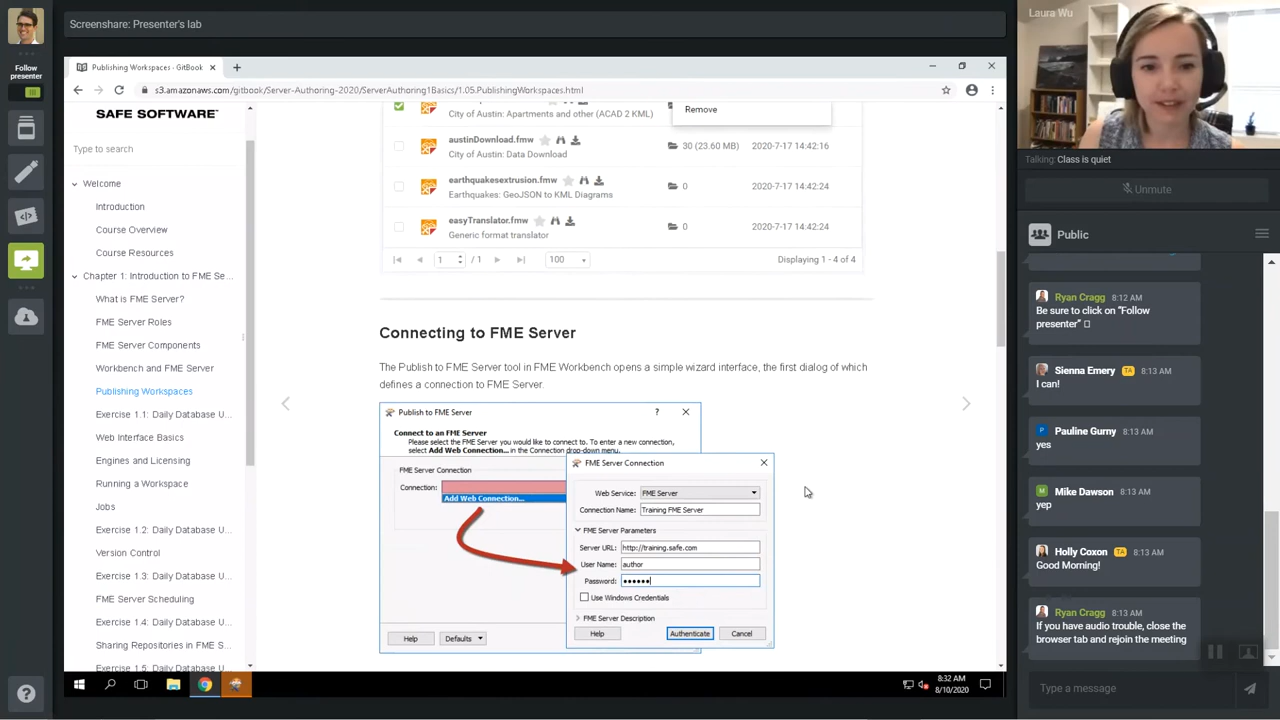 Screenshare: Presenter's lab
Laura Wu
Follow
presenter
Publishing Workspaces · GitBook
s3.amazonaws.com/gitbook/Server-Authoring-2020/ServerAuthoring1Basics/1.05.PublishingWorkspaces.html
SAFE SOFTWARE
Type to search
Welcome
Introduction
Course Overview
Course Resources
Chapter 1: Introduction to FME Se...
What is FME Server?
FME Server Roles
FME Server Components
Workbench and FME Server
Publishing Workspaces
Exercise 1.1: Daily Database U...
Web Interface Basics
Engines and Licensing
Running a Workspace
Jobs
Exercise 1.2: Daily Database U...
Version Control
Exercise 1.3: Daily Database U...
FME Server Scheduling
Exercise 1.4: Daily Database U...
Sharing Repositories in FME S...
Exercise 1.5: Daily Database U...
Remove
City of Austin: Apartments and other (ACAD 2 KML)
austinDownload.fmw
City of Austin: Data Download
30 (23.60 MB) 2020-7-17 14:42:16
earthquakesextrusion.fmw
Earthquakes: GeoJSON to KML Diagrams
0 2020-7-17 14:42:24
easyTranslator.fmw
Generic format translator
0 2020-7-17 14:42:24
1 / 1 100 Displaying 1 - 4 of 4
Connecting to FME Server
The Publish to FME Server tool in FME Workbench opens a simple wizard interface, the first dialog of which
defines a connection to FME Server.
Publish to FME Server ?
Connect to an FME Server
Please select the FME Server you would like to connect to. To enter a new connection,
select Add Web Connection... in the Connection drop-down menu.
FME Server Connection
Connection:
Add Web Connection...
Help Defaults
FME Server Connection
Web Service: FME Server
Connection Name: Training FME Server
FME Server Parameters
Server URL: http://training.safe.com
User Name: author
Password: ••••••
Use Windows Credentials
FME Server Description
Help Authenticate Cancel
8:32 AM
8/10/2020
Talking: Class is quiet
Unmute
Public
Ryan Cragg 8:12 AM
Be sure to click on "Follow
presenter"
Sienna Emery TA 8:13 AM
I can!
P
Pauline Gurny 8:13 AM
yes
M
Mike Dawson 8:13 AM
yep
Holly Coxon TA 8:13 AM
Good Morning!
Ryan Cragg 8:13 AM
If you have audio trouble, close the
browser tab and rejoin the meeting
Type a message